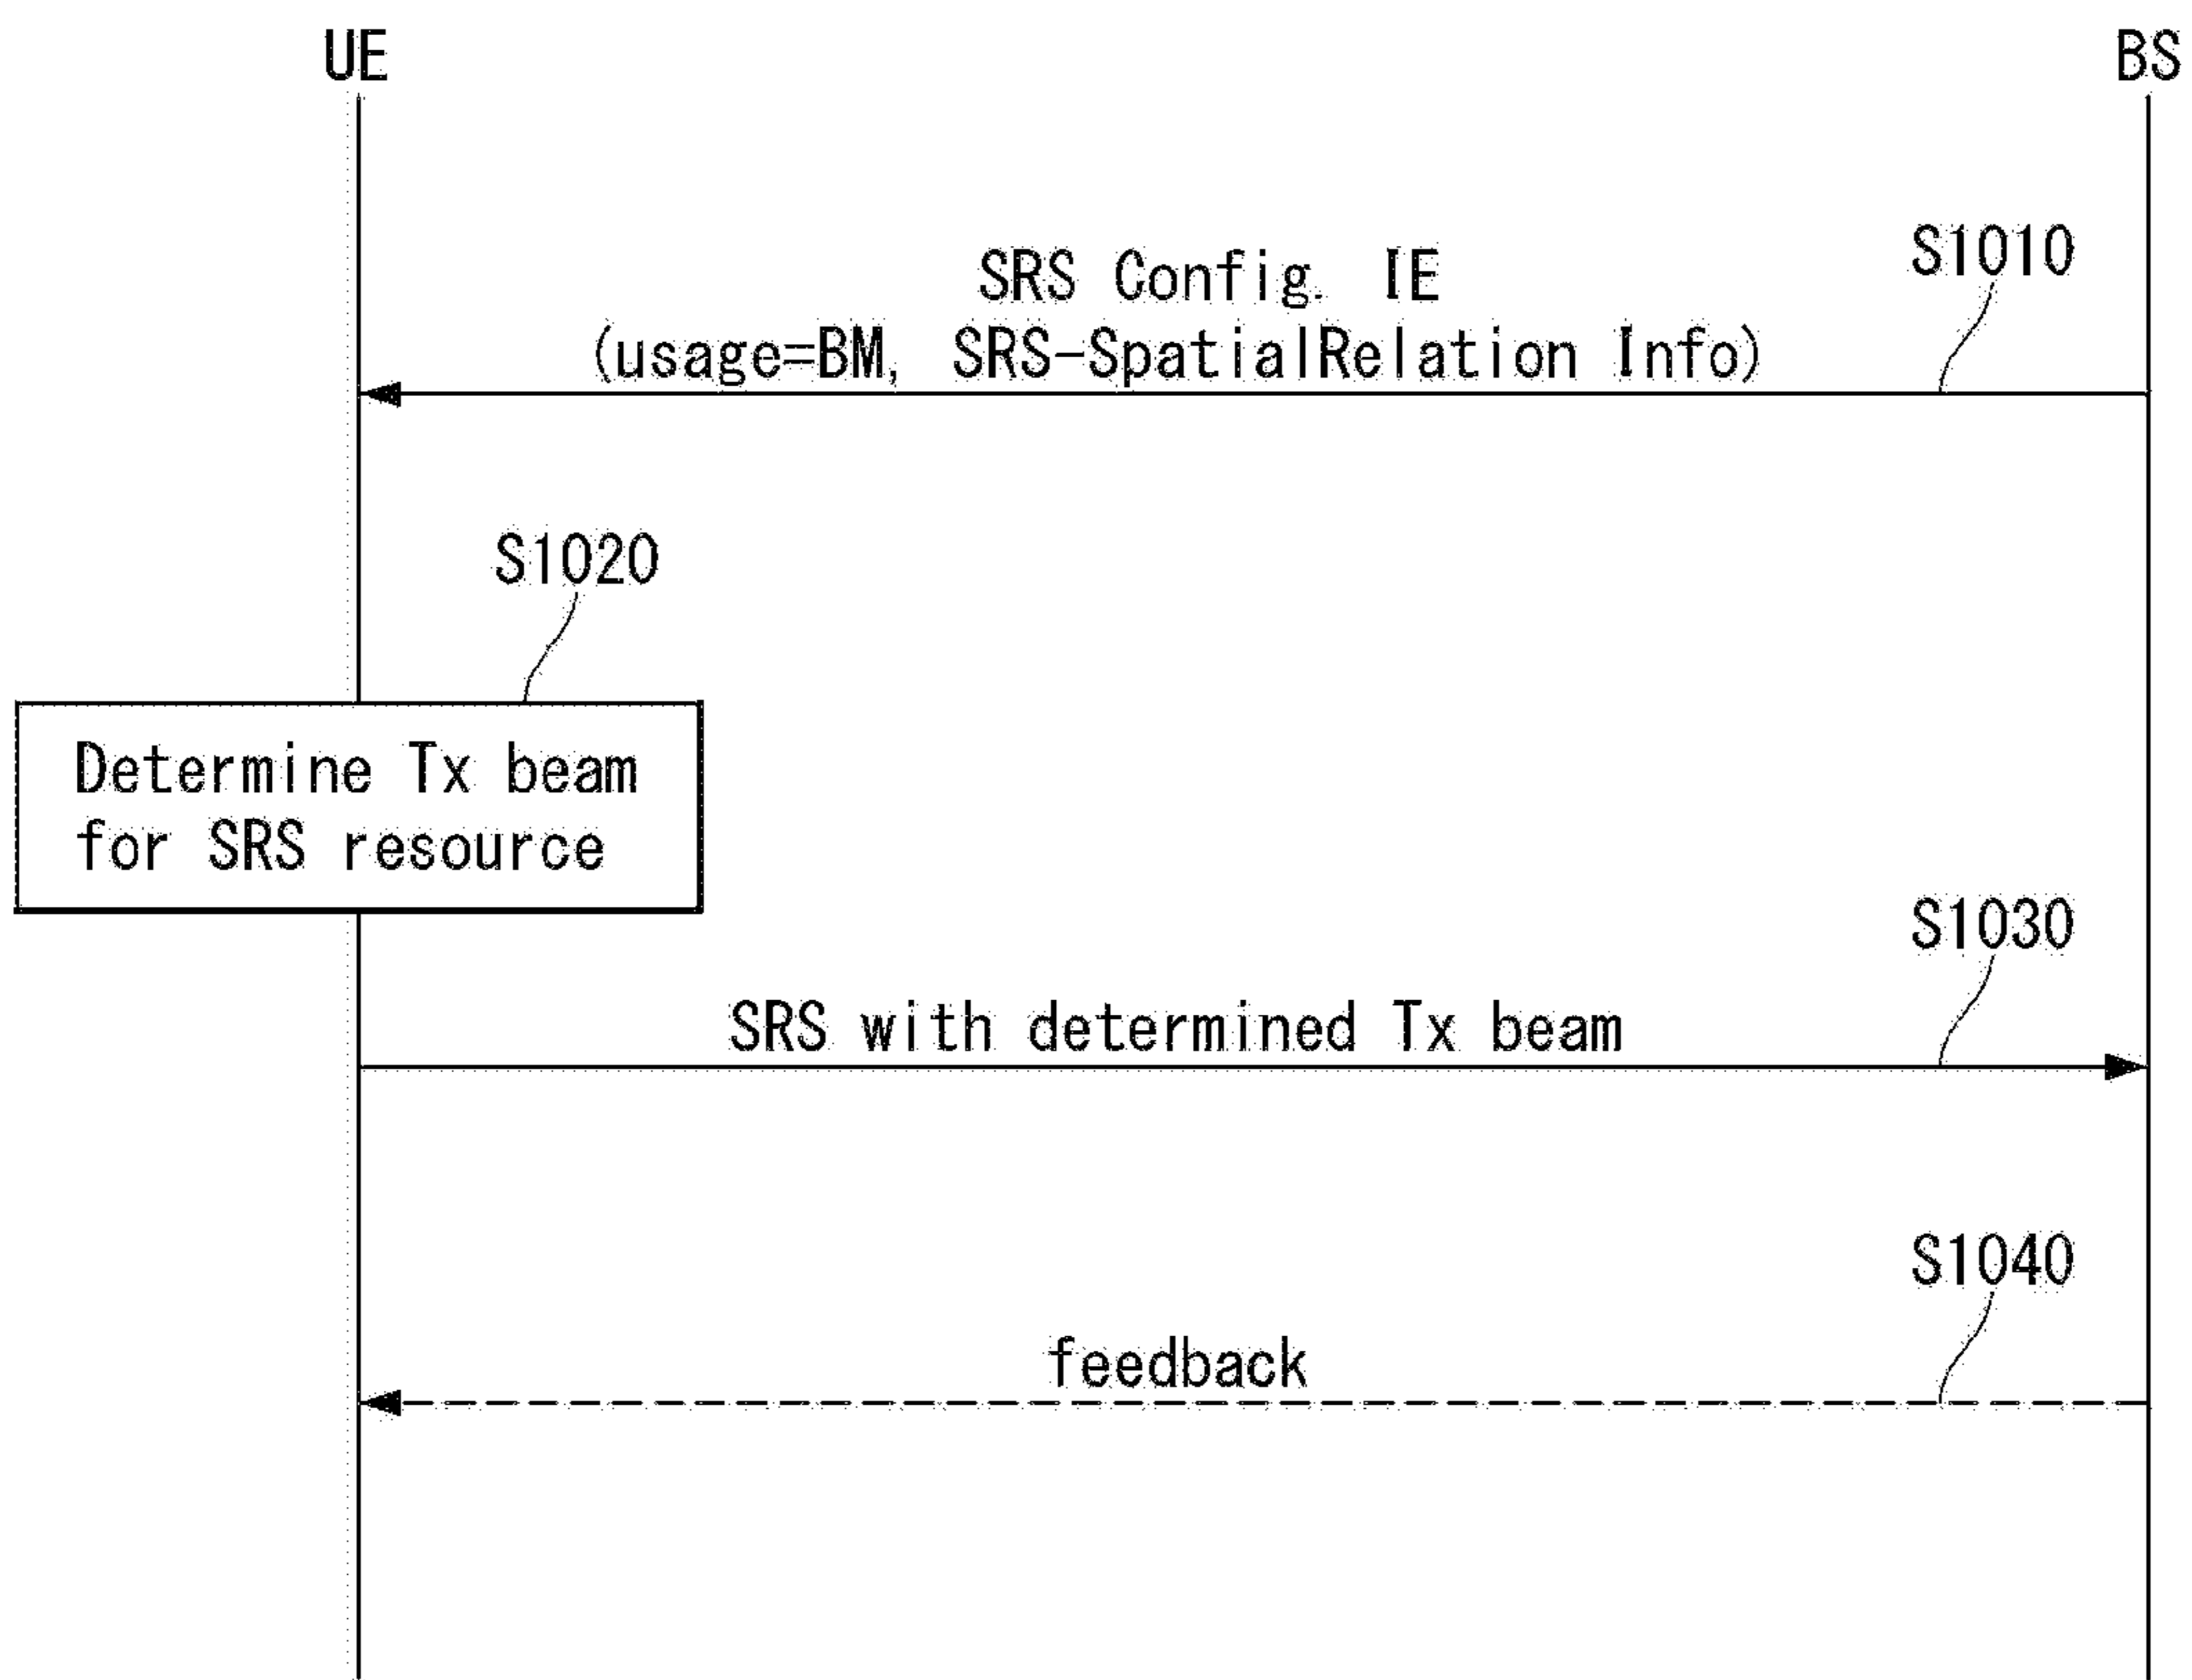 UE
BS
S1010
SRS Config. IE
(usage=BM, SRS-SpatialRelation Info)
S1020
Determine Tx beam
for SRS resource
S1030
SRS with determined Tx beam
S1040
feedback